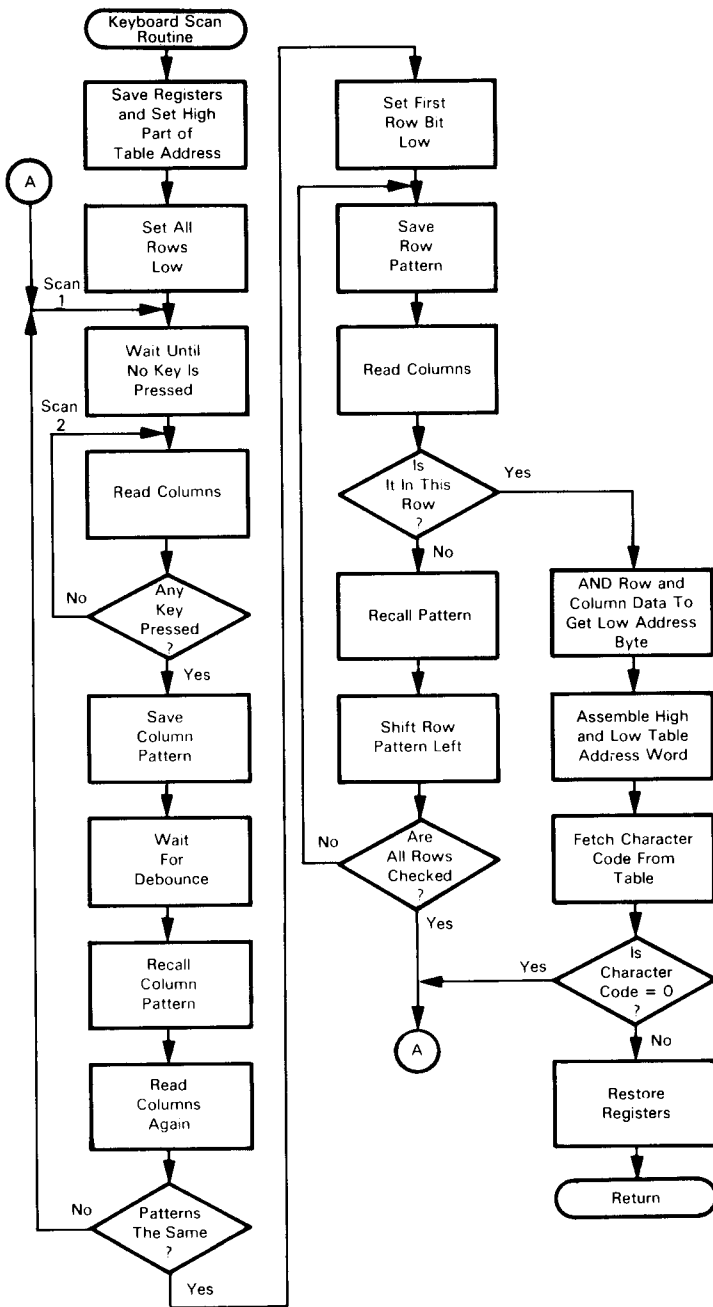 Keyboard Scan
Routine
Save Registers
and Set High
Part of
Table Address
A
Set All
Rows
Low
Scan
1
Wait Until
No Key Is
Pressed
Scan
2
Read Columns
Any
Key
Pressed
?
No
Yes
Save
Column
Pattern
Wait
For
Debounce
Recall
Column
Pattern
Read
Columns
Again
Patterns
The Same
?
No
Yes
Set First
Row Bit
Low
Save
Row
Pattern
Read Columns
Is
It In This
Row
?
Yes
No
Recall Pattern
Shift Row
Pattern Left
Are
All Rows
Checked
?
No
Yes
A
AND Row and
Column Data To
Get Low Address
Byte
Assemble High
and Low Table
Address Word
Fetch Character
Code From
Table
Is
Character
Code = 0
?
Yes
No
Restore
Registers
Return